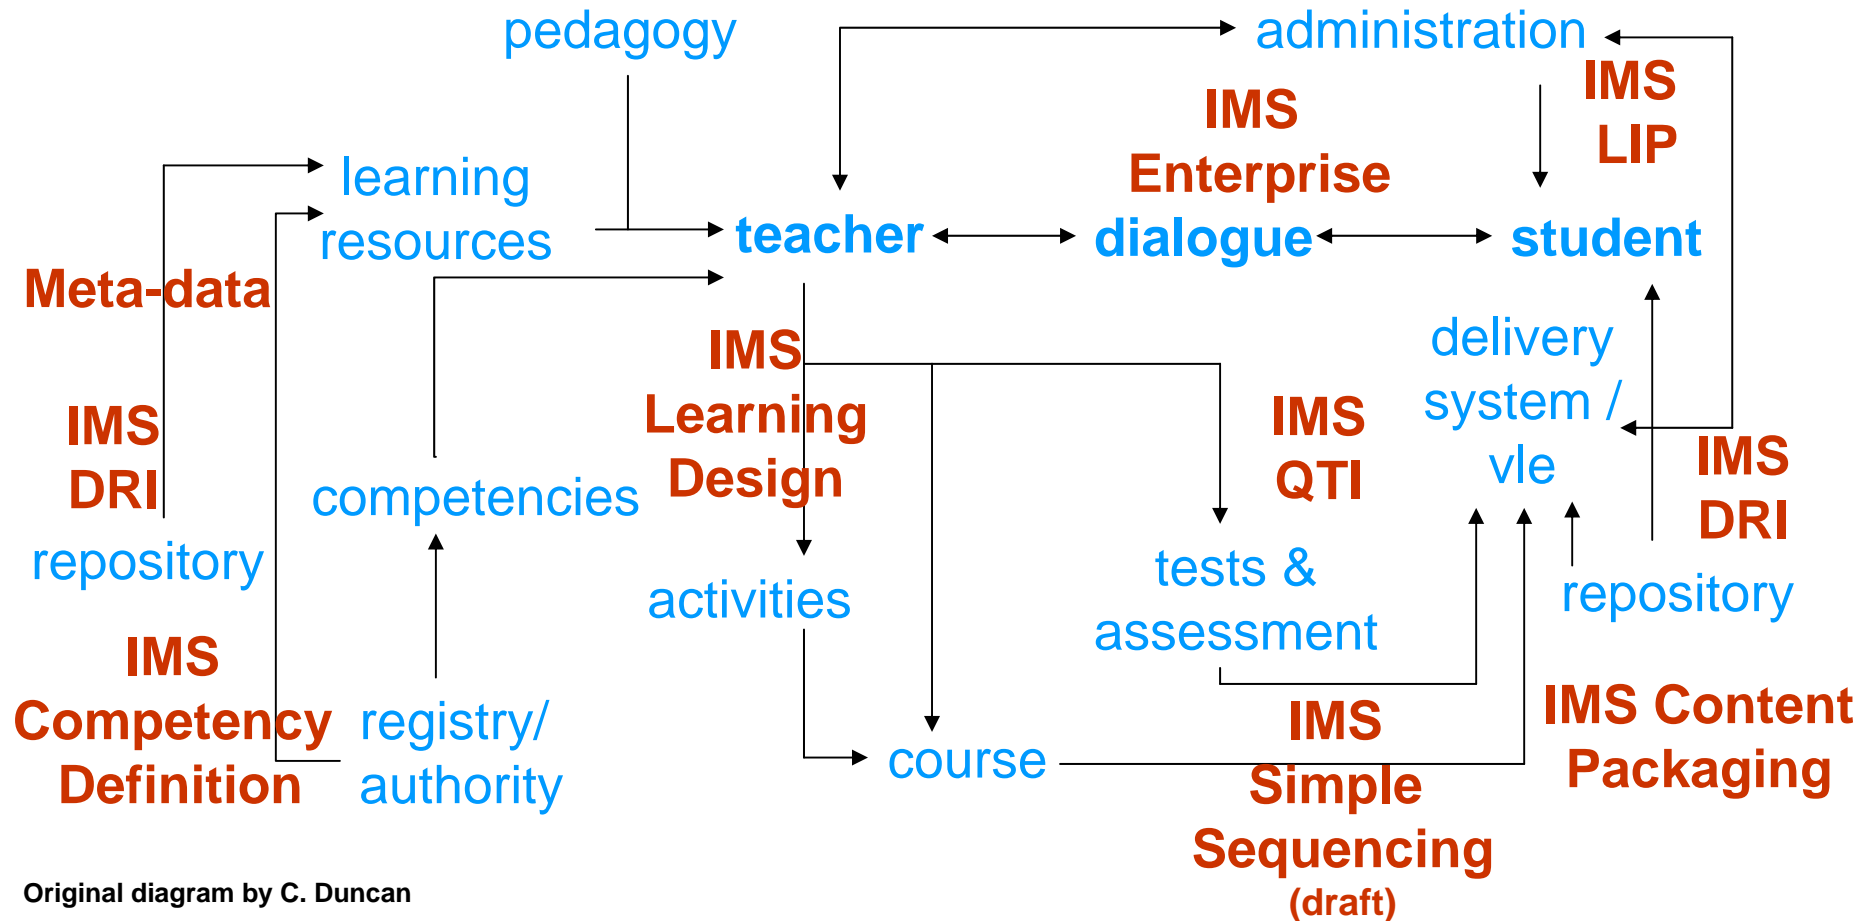 pedagogy
administration
IMS
LIP
IMS
Enterprise
learning
resources
teacher
dialogue
student
Meta-data
IMS
Learning
Design
delivery
system /
vle
IMS
DRI
competencies
IMS
QTI
IMS
DRI
repository
activities
tests &
assessment
repository
IMS
Competency
Definition
registry/
authority
course
IMS
Simple
Sequencing
(draft)
IMS Content
Packaging
Original diagram by C. Duncan